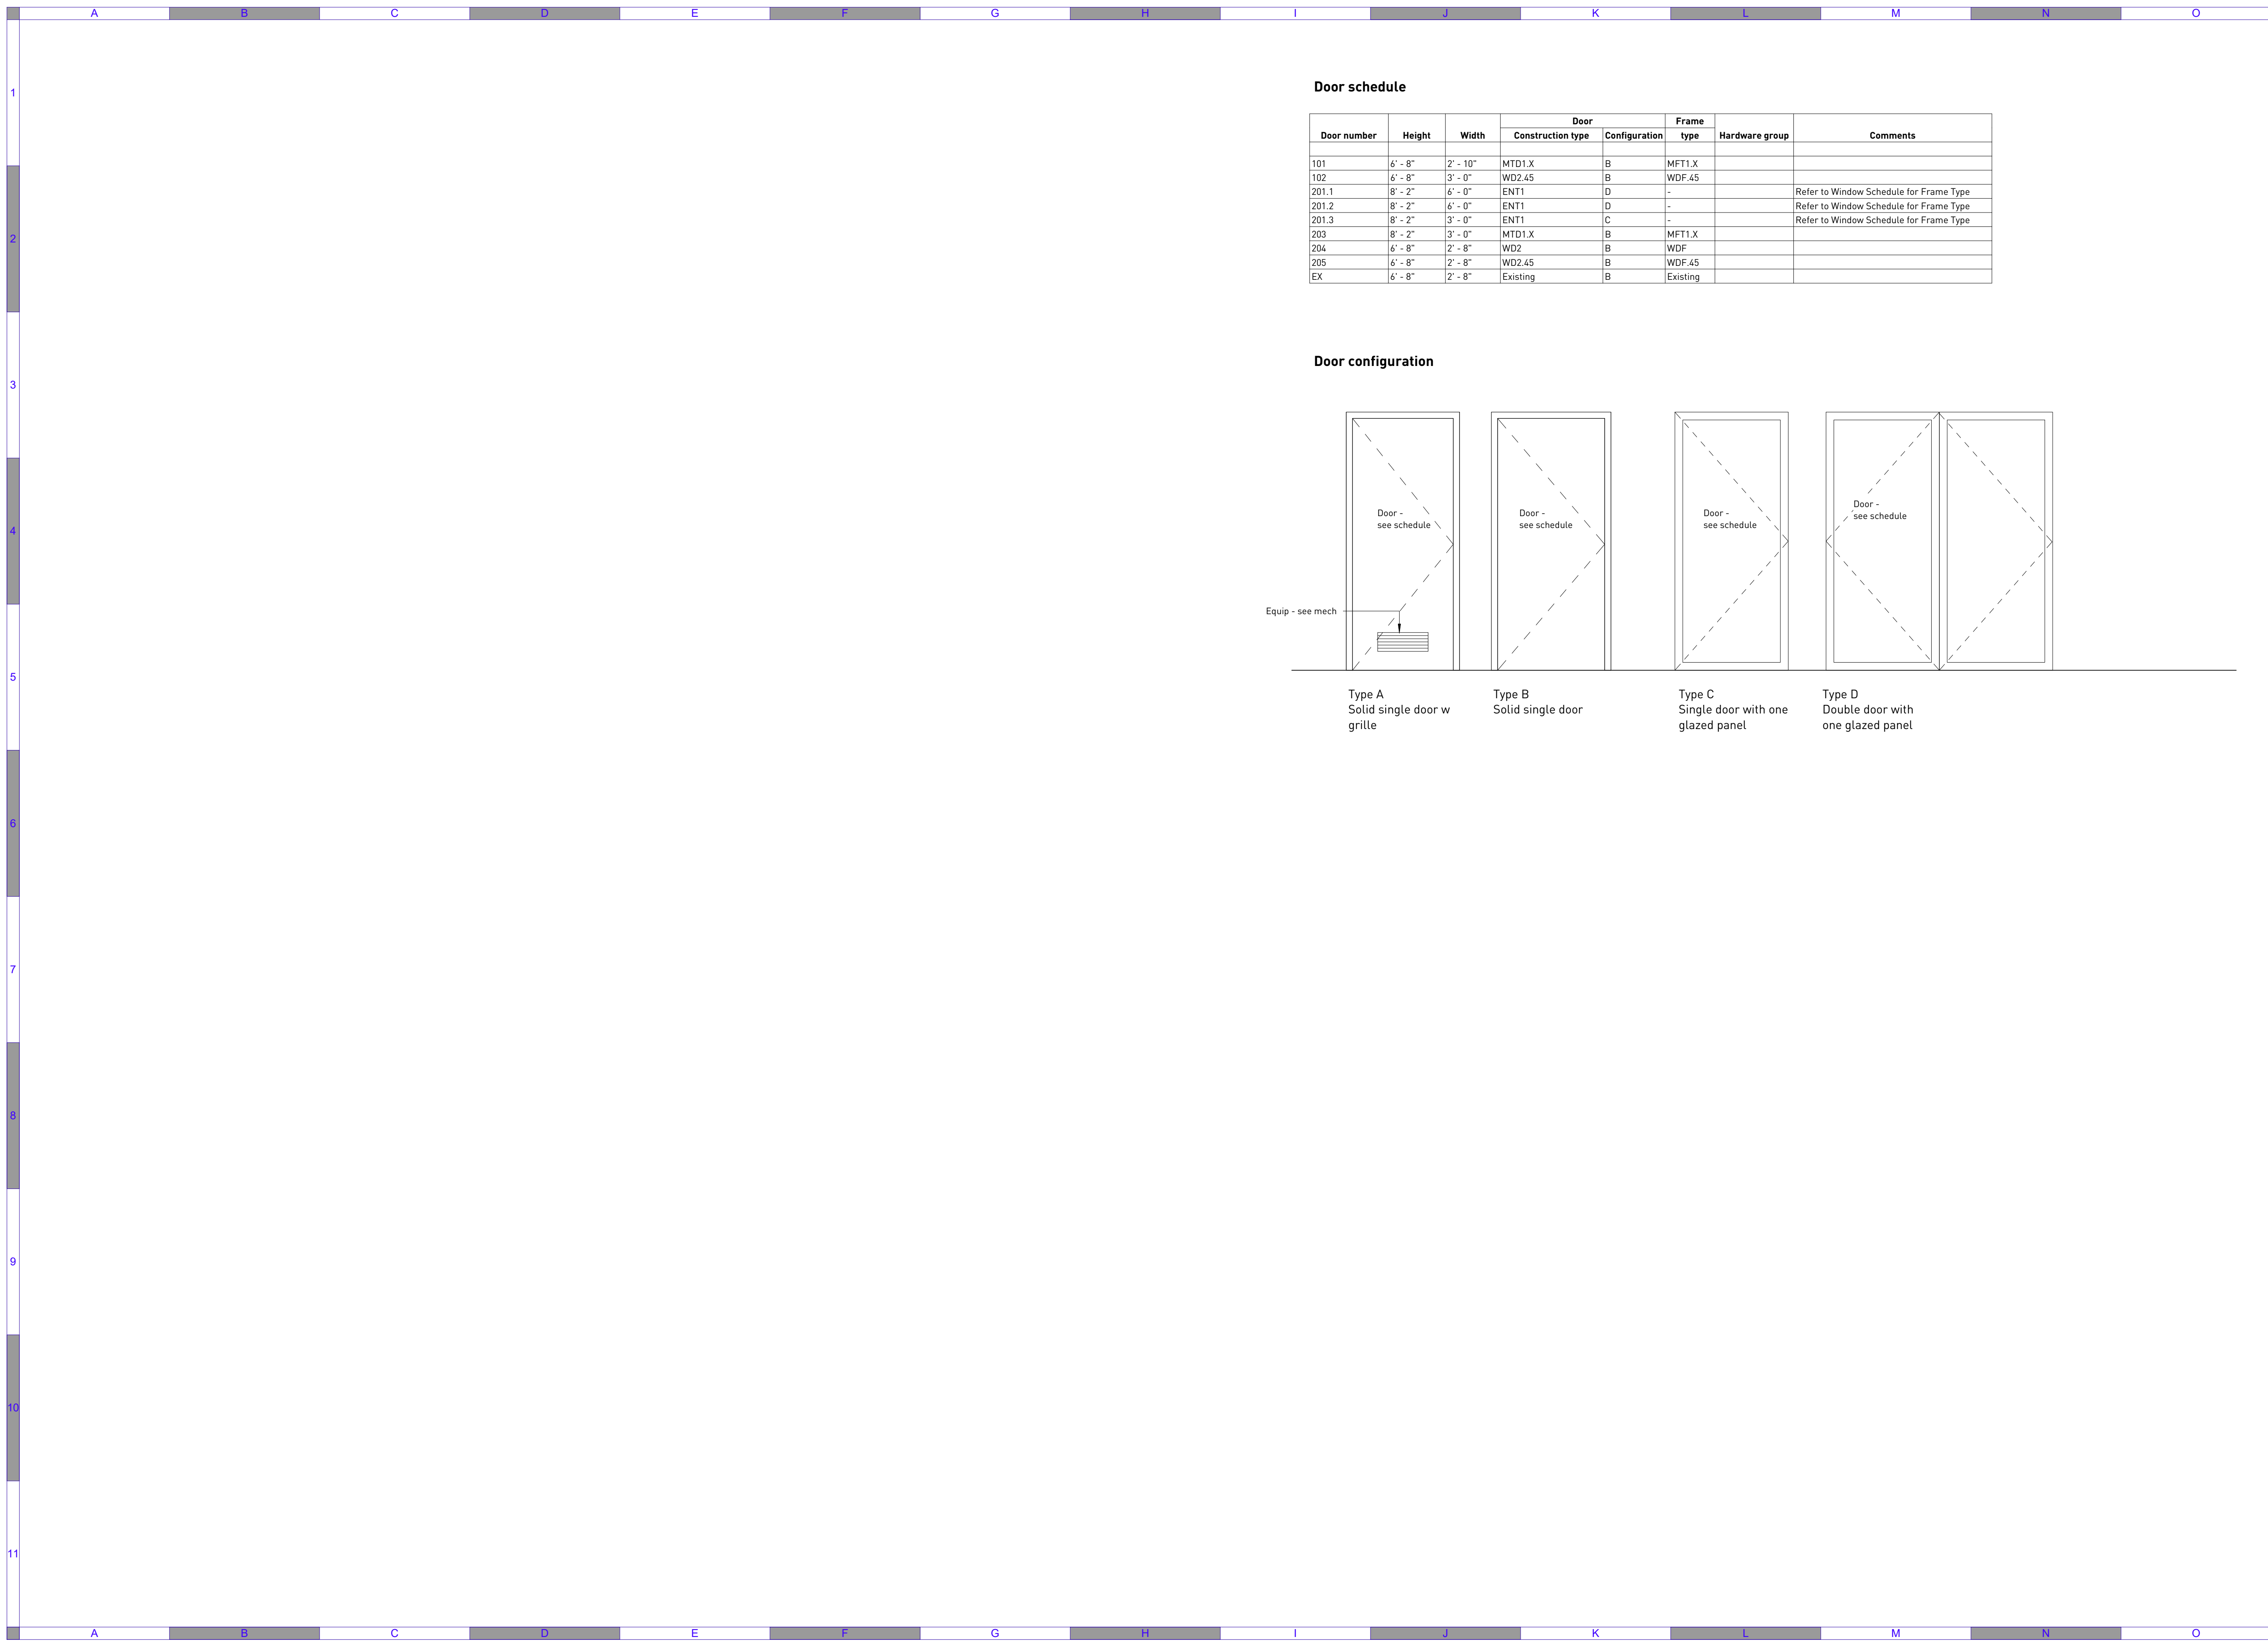 A B C D E F G H I J K L M N O
1
2
3
4
5
6
7
8
9
10
11
Door schedule
Door Frame
Door number Height Width Construction type Configuration type Hardware group Comments
101 6' - 8" 2' - 10" MTD1.X B MFT1.X
102 6' - 8" 3' - 0" WD2.45 B WDF.45
201.1 8' - 2" 6' - 0" ENT1 D - Refer to Window Schedule for Frame Type
201.2 8' - 2" 6' - 0" ENT1 D - Refer to Window Schedule for Frame Type
201.3 8' - 2" 3' - 0" ENT1 C - Refer to Window Schedule for Frame Type
203 8' - 2" 3' - 0" MTD1.X B MFT1.X
204 6' - 8" 2' - 8" WD2 B WDF
205 6' - 8" 2' - 8" WD2.45 B WDF.45
EX 6' - 8" 2' - 8" Existing B Existing
Door configuration
Door -
see schedule
Door -
see schedule
Door -
see schedule
Door -
see schedule
Equip - see mech
Type A
Solid single door w
grille
Type B
Solid single door
Type C
Single door with one
glazed panel
Type D
Double door with
one glazed panel
A B C D E F G H I J K L M N O